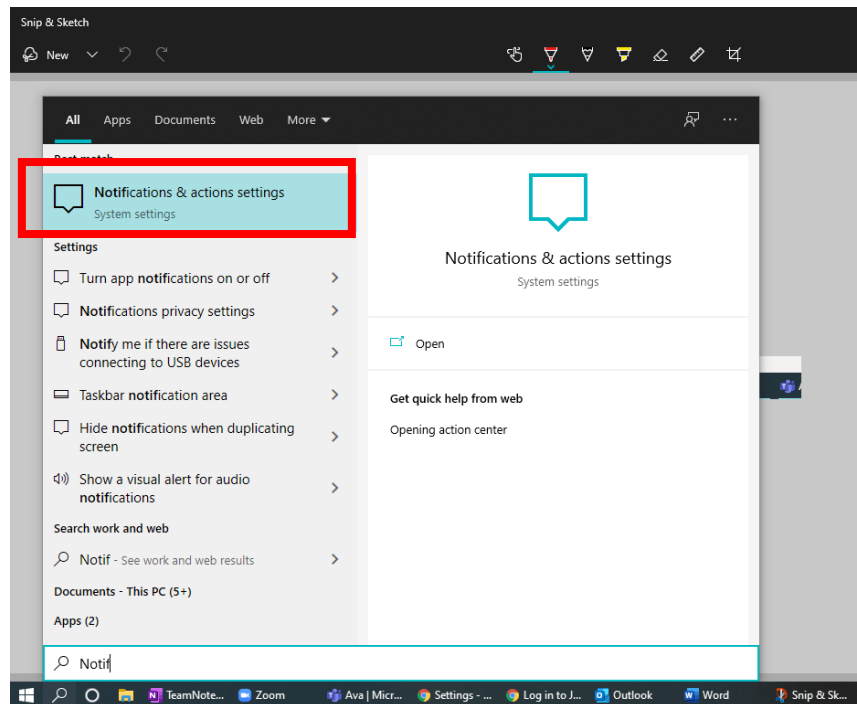 Snip & Sketch
New
All Apps Documents Web More
Best match
Notifications & actions settings
System settings
Settings
Turn app notifications on or off
Notifications privacy settings
Notify me if there are issues
connecting to USB devices
Taskbar notification area
Hide notifications when duplicating
screen
Show a visual alert for audio
notifications
Search work and web
Notif - See work and web results
Documents - This PC (5+)
Apps (2)
Notifications & actions settings
System settings
Open
Get quick help from web
Opening action center
Notif
TeamNote... Zoom Ava | Micr... Settings - ... Log in to J... Outlook Word Snip & Sk...